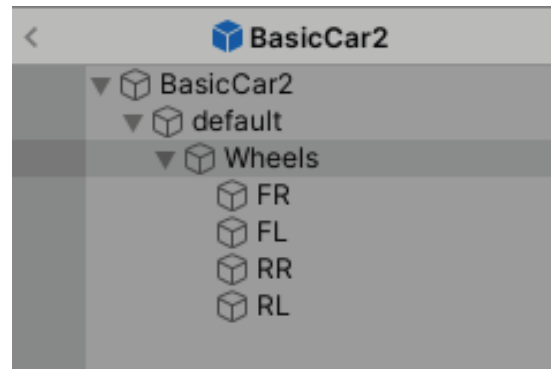 BasicCar2
BasicCar2
default
Wheels
FR
FL
RR
RL